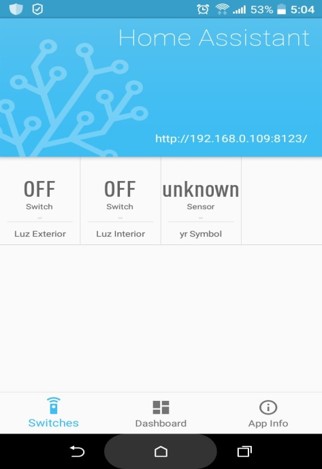 53% 5:04
Home Assistant
http://192.168.0.109:8123/
OFF OFF unknown
Switch Switch Sensor
Luz Exterior Luz Interior yr Symbol
Switches Dashboard App Info